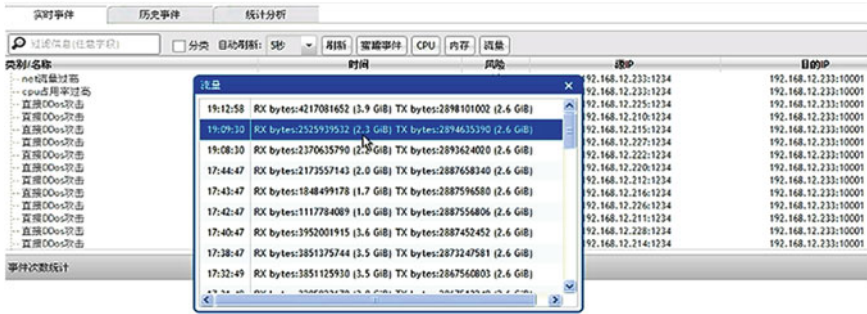 实时事件 历史事件 统计分析
过滤信息(任意字段) 分类 自动刷新: 5秒 刷新 蜜罐事件 CPU 内存 流量
类别/名称 时间 风险 源IP 目的IP
net流量过高 92.168.12.233:1234 192.168.12.233:10001
cpu占用率过高 92.168.12.233:1234 192.168.12.233:10001
直接DDos攻击 92.168.12.225:1234 192.168.12.233:10001
直接DDos攻击 92.168.12.210:1234 192.168.12.233:10001
直接DDos攻击 92.168.12.215:1234 192.168.12.233:10001
直接DDos攻击 92.168.12.227:1234 192.168.12.233:10001
直接DDos攻击 92.168.12.222:1234 192.168.12.233:10001
直接DDos攻击 92.168.12.220:1234 192.168.12.233:10001
直接DDos攻击 92.168.12.212:1234 192.168.12.233:10001
直接DDos攻击 92.168.12.216:1234 192.168.12.233:10001
直接DDos攻击 92.168.12.226:1234 192.168.12.233:10001
直接DDos攻击 92.168.12.211:1234 192.168.12.233:10001
直接DDos攻击 92.168.12.228:1234 192.168.12.233:10001
直接DDos攻击 92.168.12.214:1234 192.168.12.233:10001
事件次数统计
流量
19:12:58 RX bytes:4217081652 (3.9 GiB) TX bytes:2898101002 (2.6 GiB)
19:09:30 RX bytes:2525939532 (2.3 GiB) TX bytes:2894635390 (2.6 GiB)
19:08:30 RX bytes:2370635790 (2.2 GiB) TX bytes:2893624020 (2.6 GiB)
17:44:47 RX bytes:2173557143 (2.0 GiB) TX bytes:2887658340 (2.6 GiB)
17:43:47 RX bytes:1848499178 (1.7 GiB) TX bytes:2887596580 (2.6 GiB)
17:42:47 RX bytes:1117784089 (1.0 GiB) TX bytes:2887556806 (2.6 GiB)
17:40:47 RX bytes:3952001915 (3.6 GiB) TX bytes:2887452452 (2.6 GiB)
17:38:47 RX bytes:3851375744 (3.5 GiB) TX bytes:2873247581 (2.6 GiB)
17:32:49 RX bytes:3851125930 (3.5 GiB) TX bytes:2867560803 (2.6 GiB)